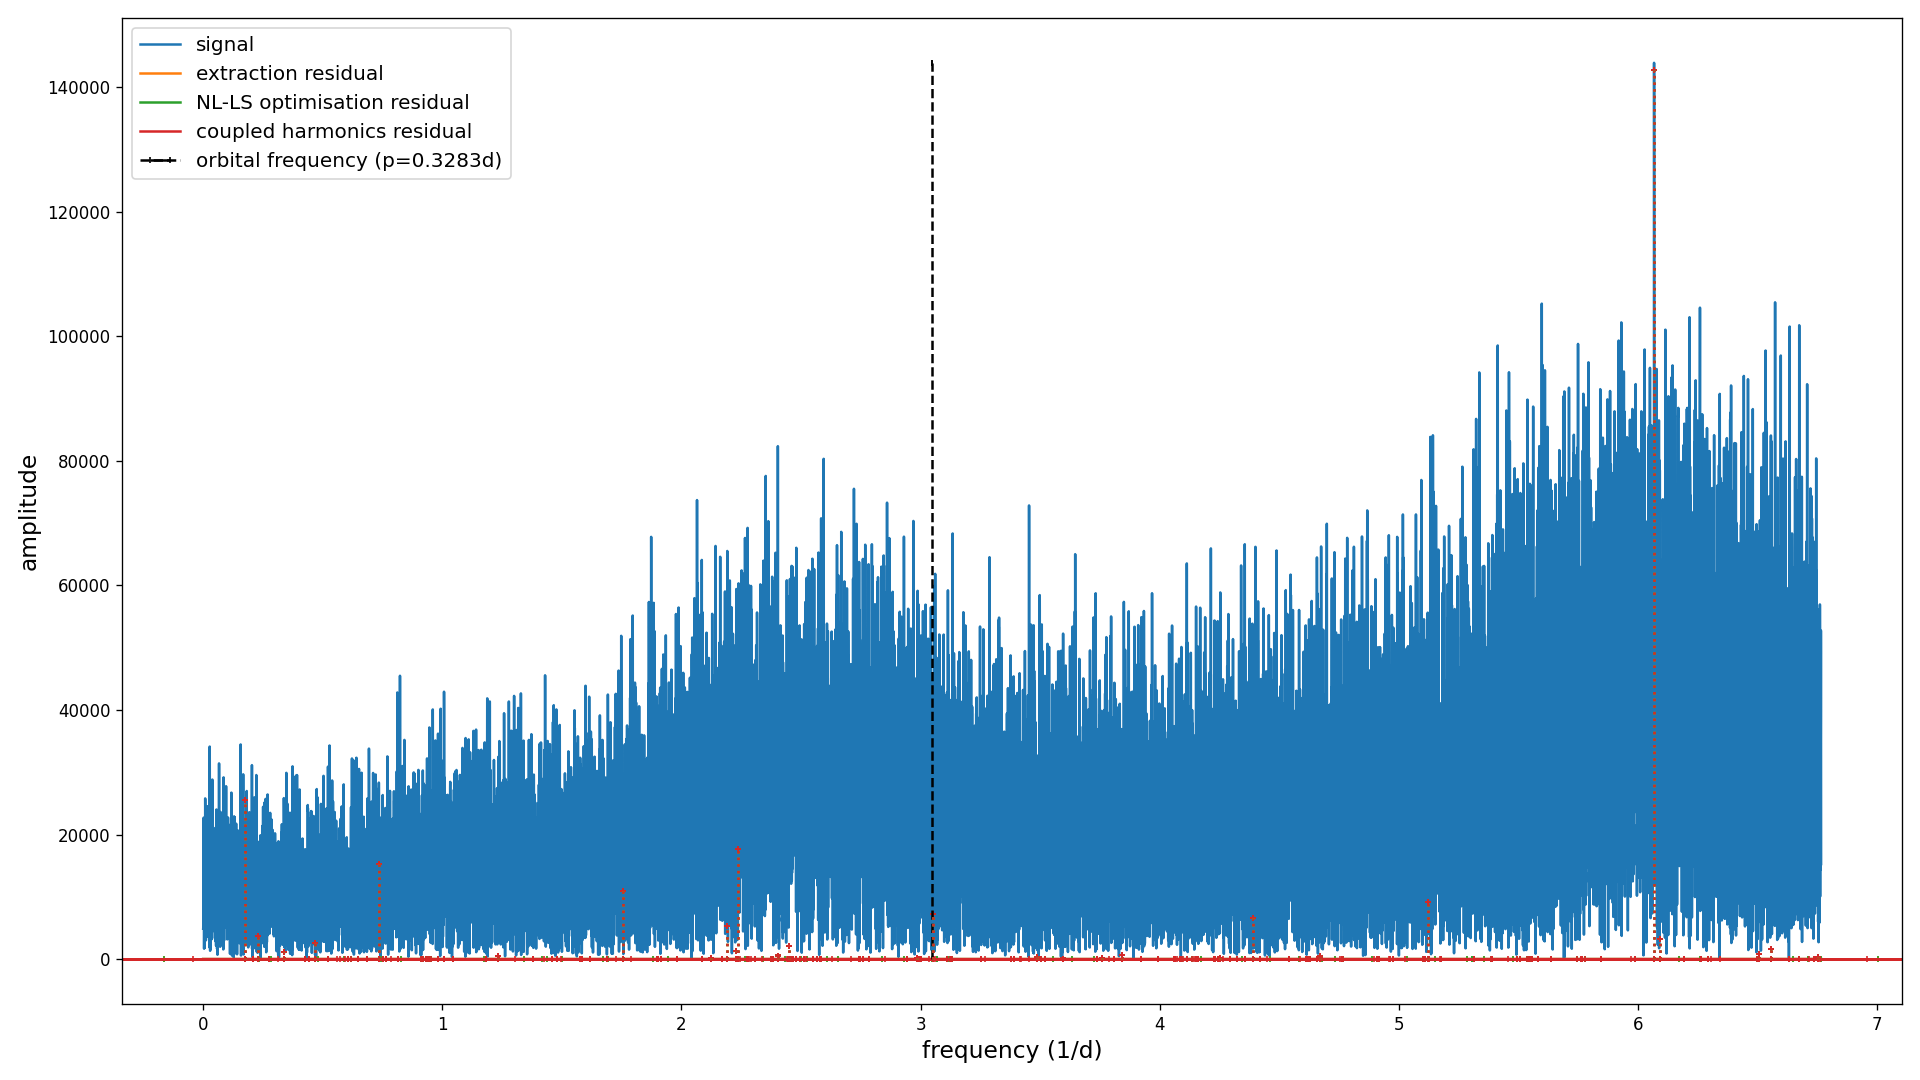 signal
extraction residual
NL-LS optimisation residual
coupled harmonics residual
orbital frequency (p=0.3283d)
140000
120000
100000
80000
60000
40000
20000
0
amplitude
0 1 2 3 4 5 6 7
frequency (1/d)